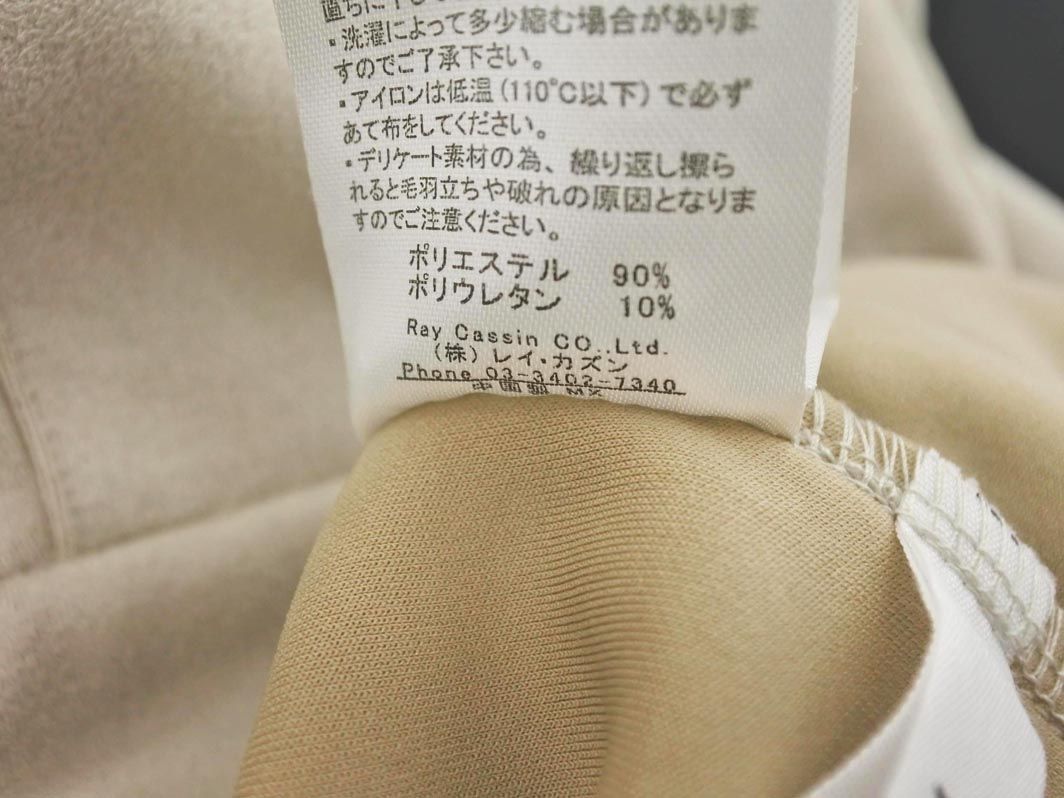 ・洗濯によって多少縮む場合がありま
すのでご了承下さい。
・アイロンは低温(110℃以下)で必ず
あて布をしてください。
・デリケート素材の為、繰り返し擦ら
れると毛羽立ちや破れの原因となりま
すのでご注意ください。
ポリエステル 90%
ポリウレタン 10%
Ray Cassin CO.,Ltd.
(株)レイ・カズン
Phone 03-3402-7340
中国製 MX